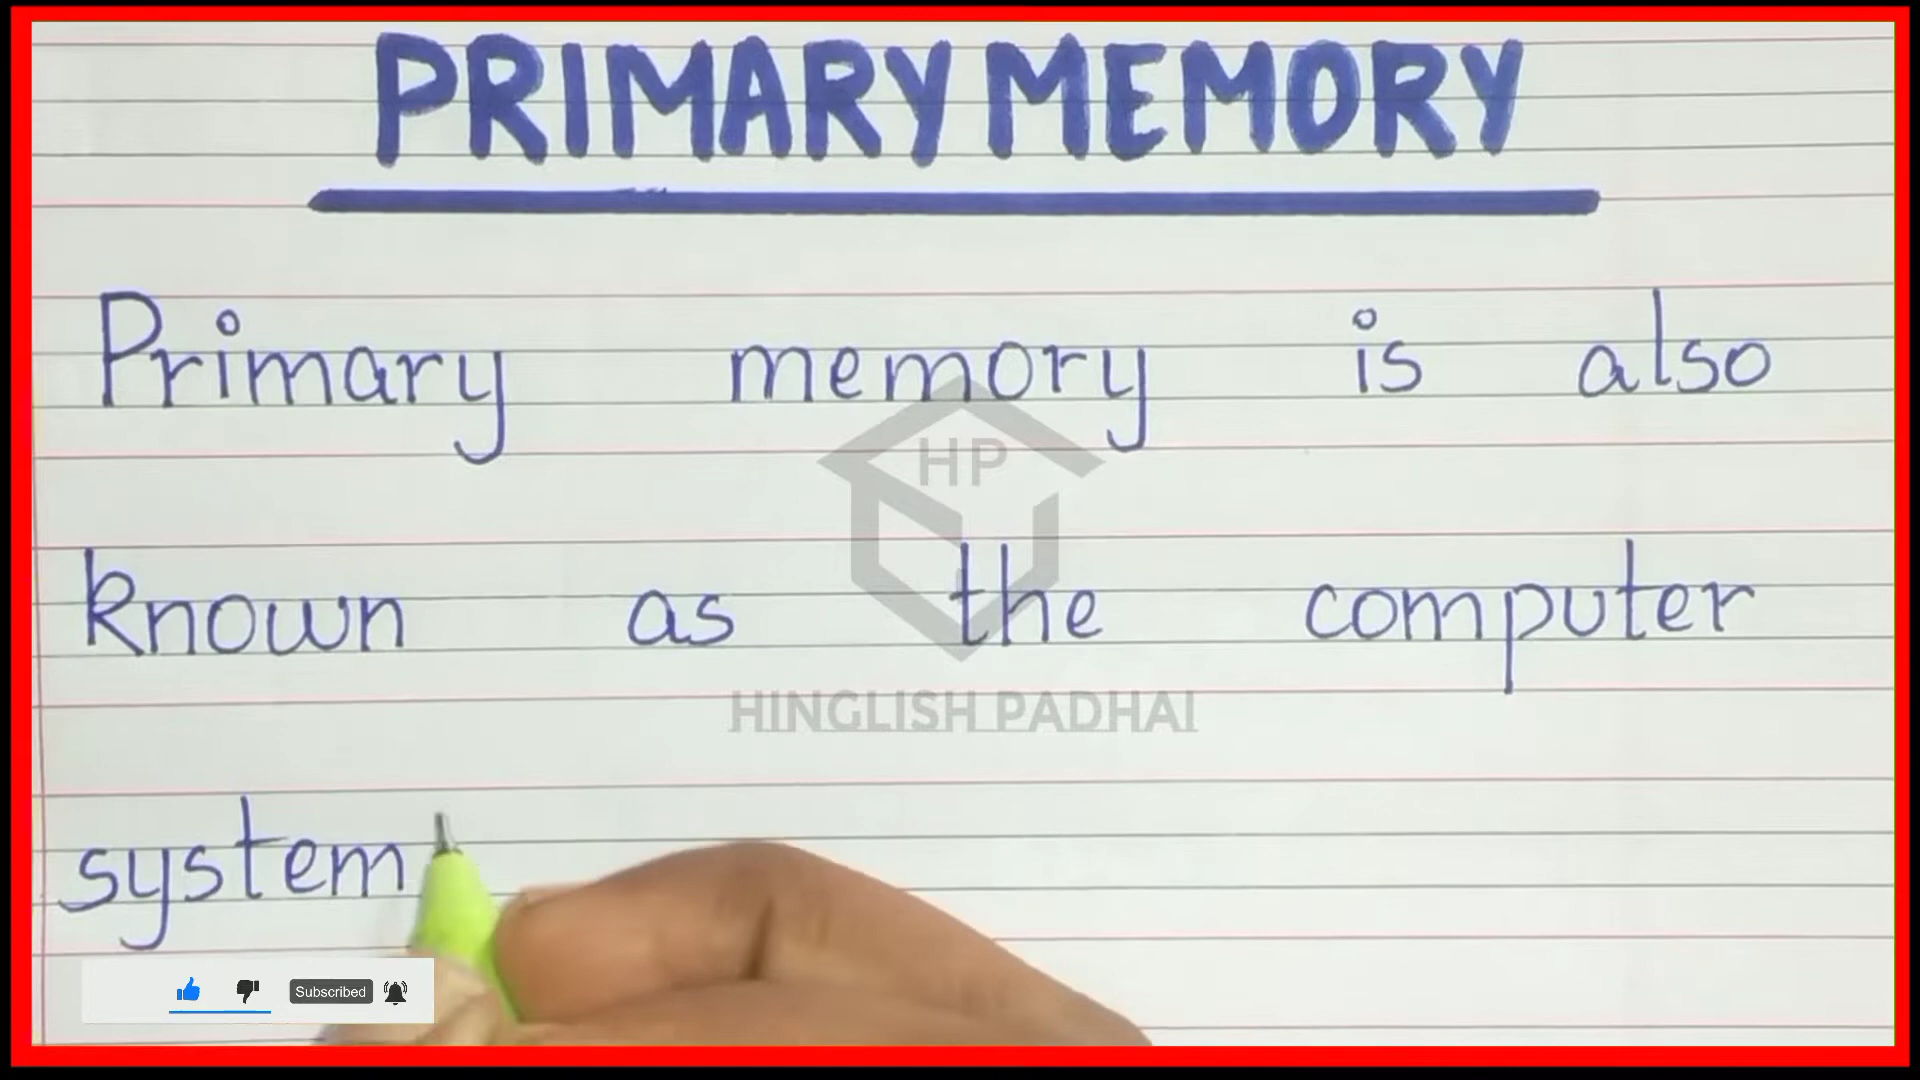 PRIMARY MEMORY
Primary memory is also
HP
known as the computer
HINGLISH PADHAI
system
Subscribed